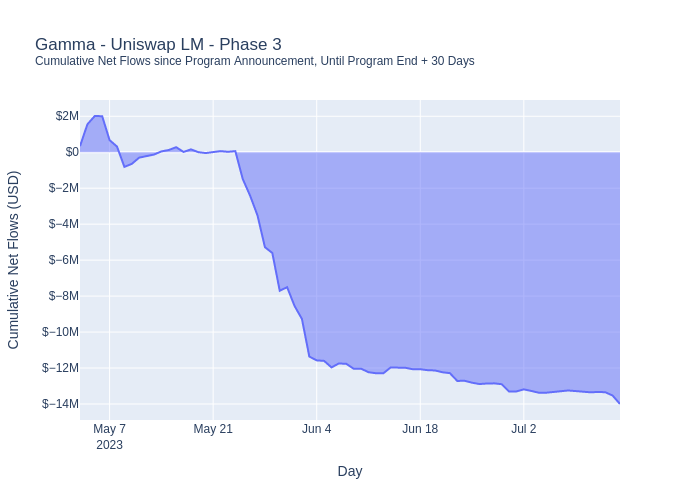 Gamma - Uniswap LM - Phase 3
Cumulative Net Flows since Program Announcement, Until Program End + 30 Days
$2M
$0
$−2M
$−4M
$−6M
$−8M
$−10M
$−12M
$−14M
Cumulative Net Flows (USD)
May 7
2023
May 21
Jun 4
Jun 18
Jul 2
Day